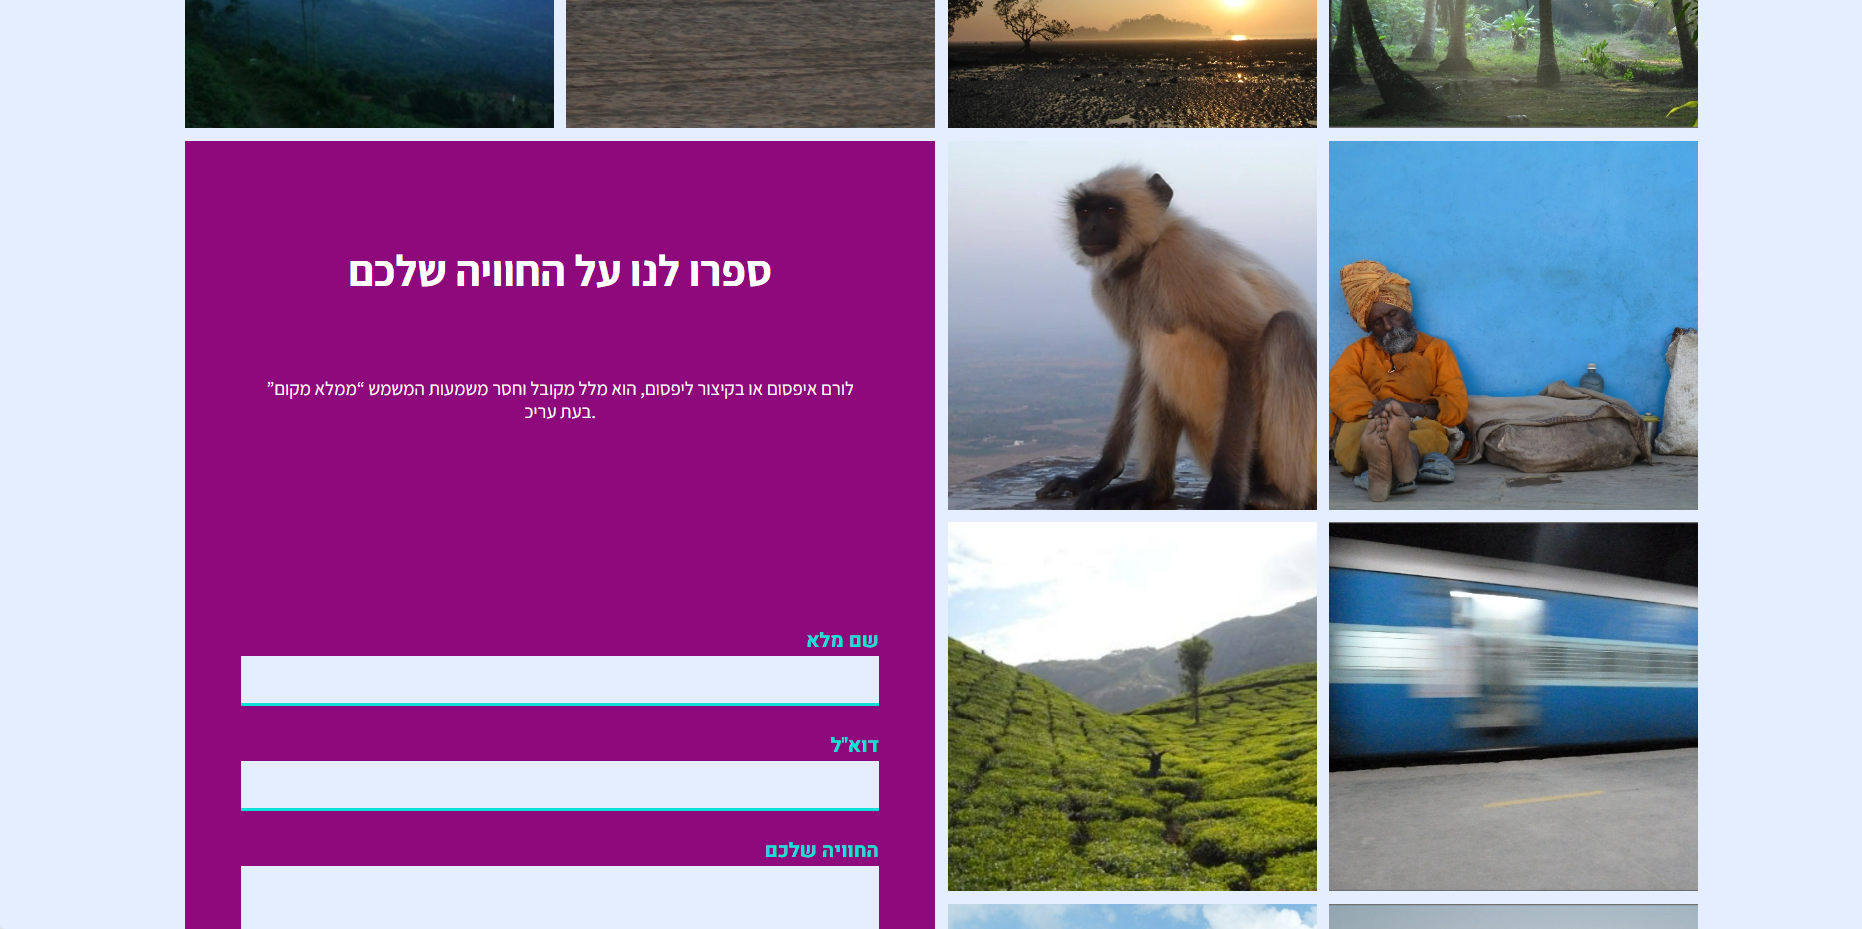 ספרו לנו על החוויה שלכם
לורם איפסום או בקיצור ליפסום, הוא מלל מקובל וחסר משמעות המשמש “ממלא מקום”
בעת עריכ.
שם מלא
דוא"ל
החוויה שלכם